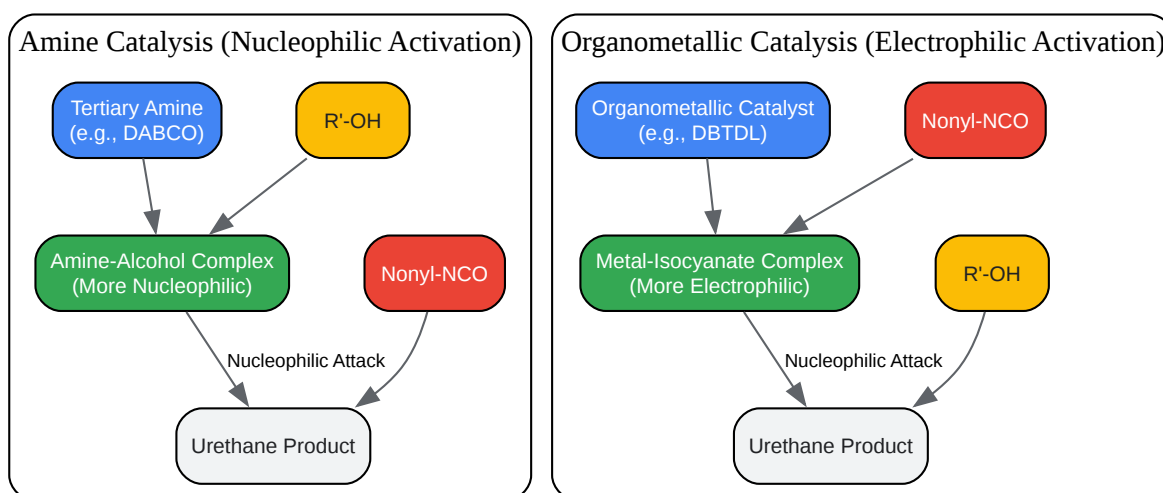 Amine Catalysis (Nucleophilic Activation)
Tertiary Amine
(e.g., DABCO)
R'-OH
Amine-Alcohol Complex
(More Nucleophilic)
Nonyl-NCO
Nucleophilic Attack
Urethane Product
Organometallic Catalysis (Electrophilic Activation)
Organometallic Catalyst
(e.g., DBTDL)
Nonyl-NCO
Metal-Isocyanate Complex
(More Electrophilic)
R'-OH
Nucleophilic Attack
Urethane Product